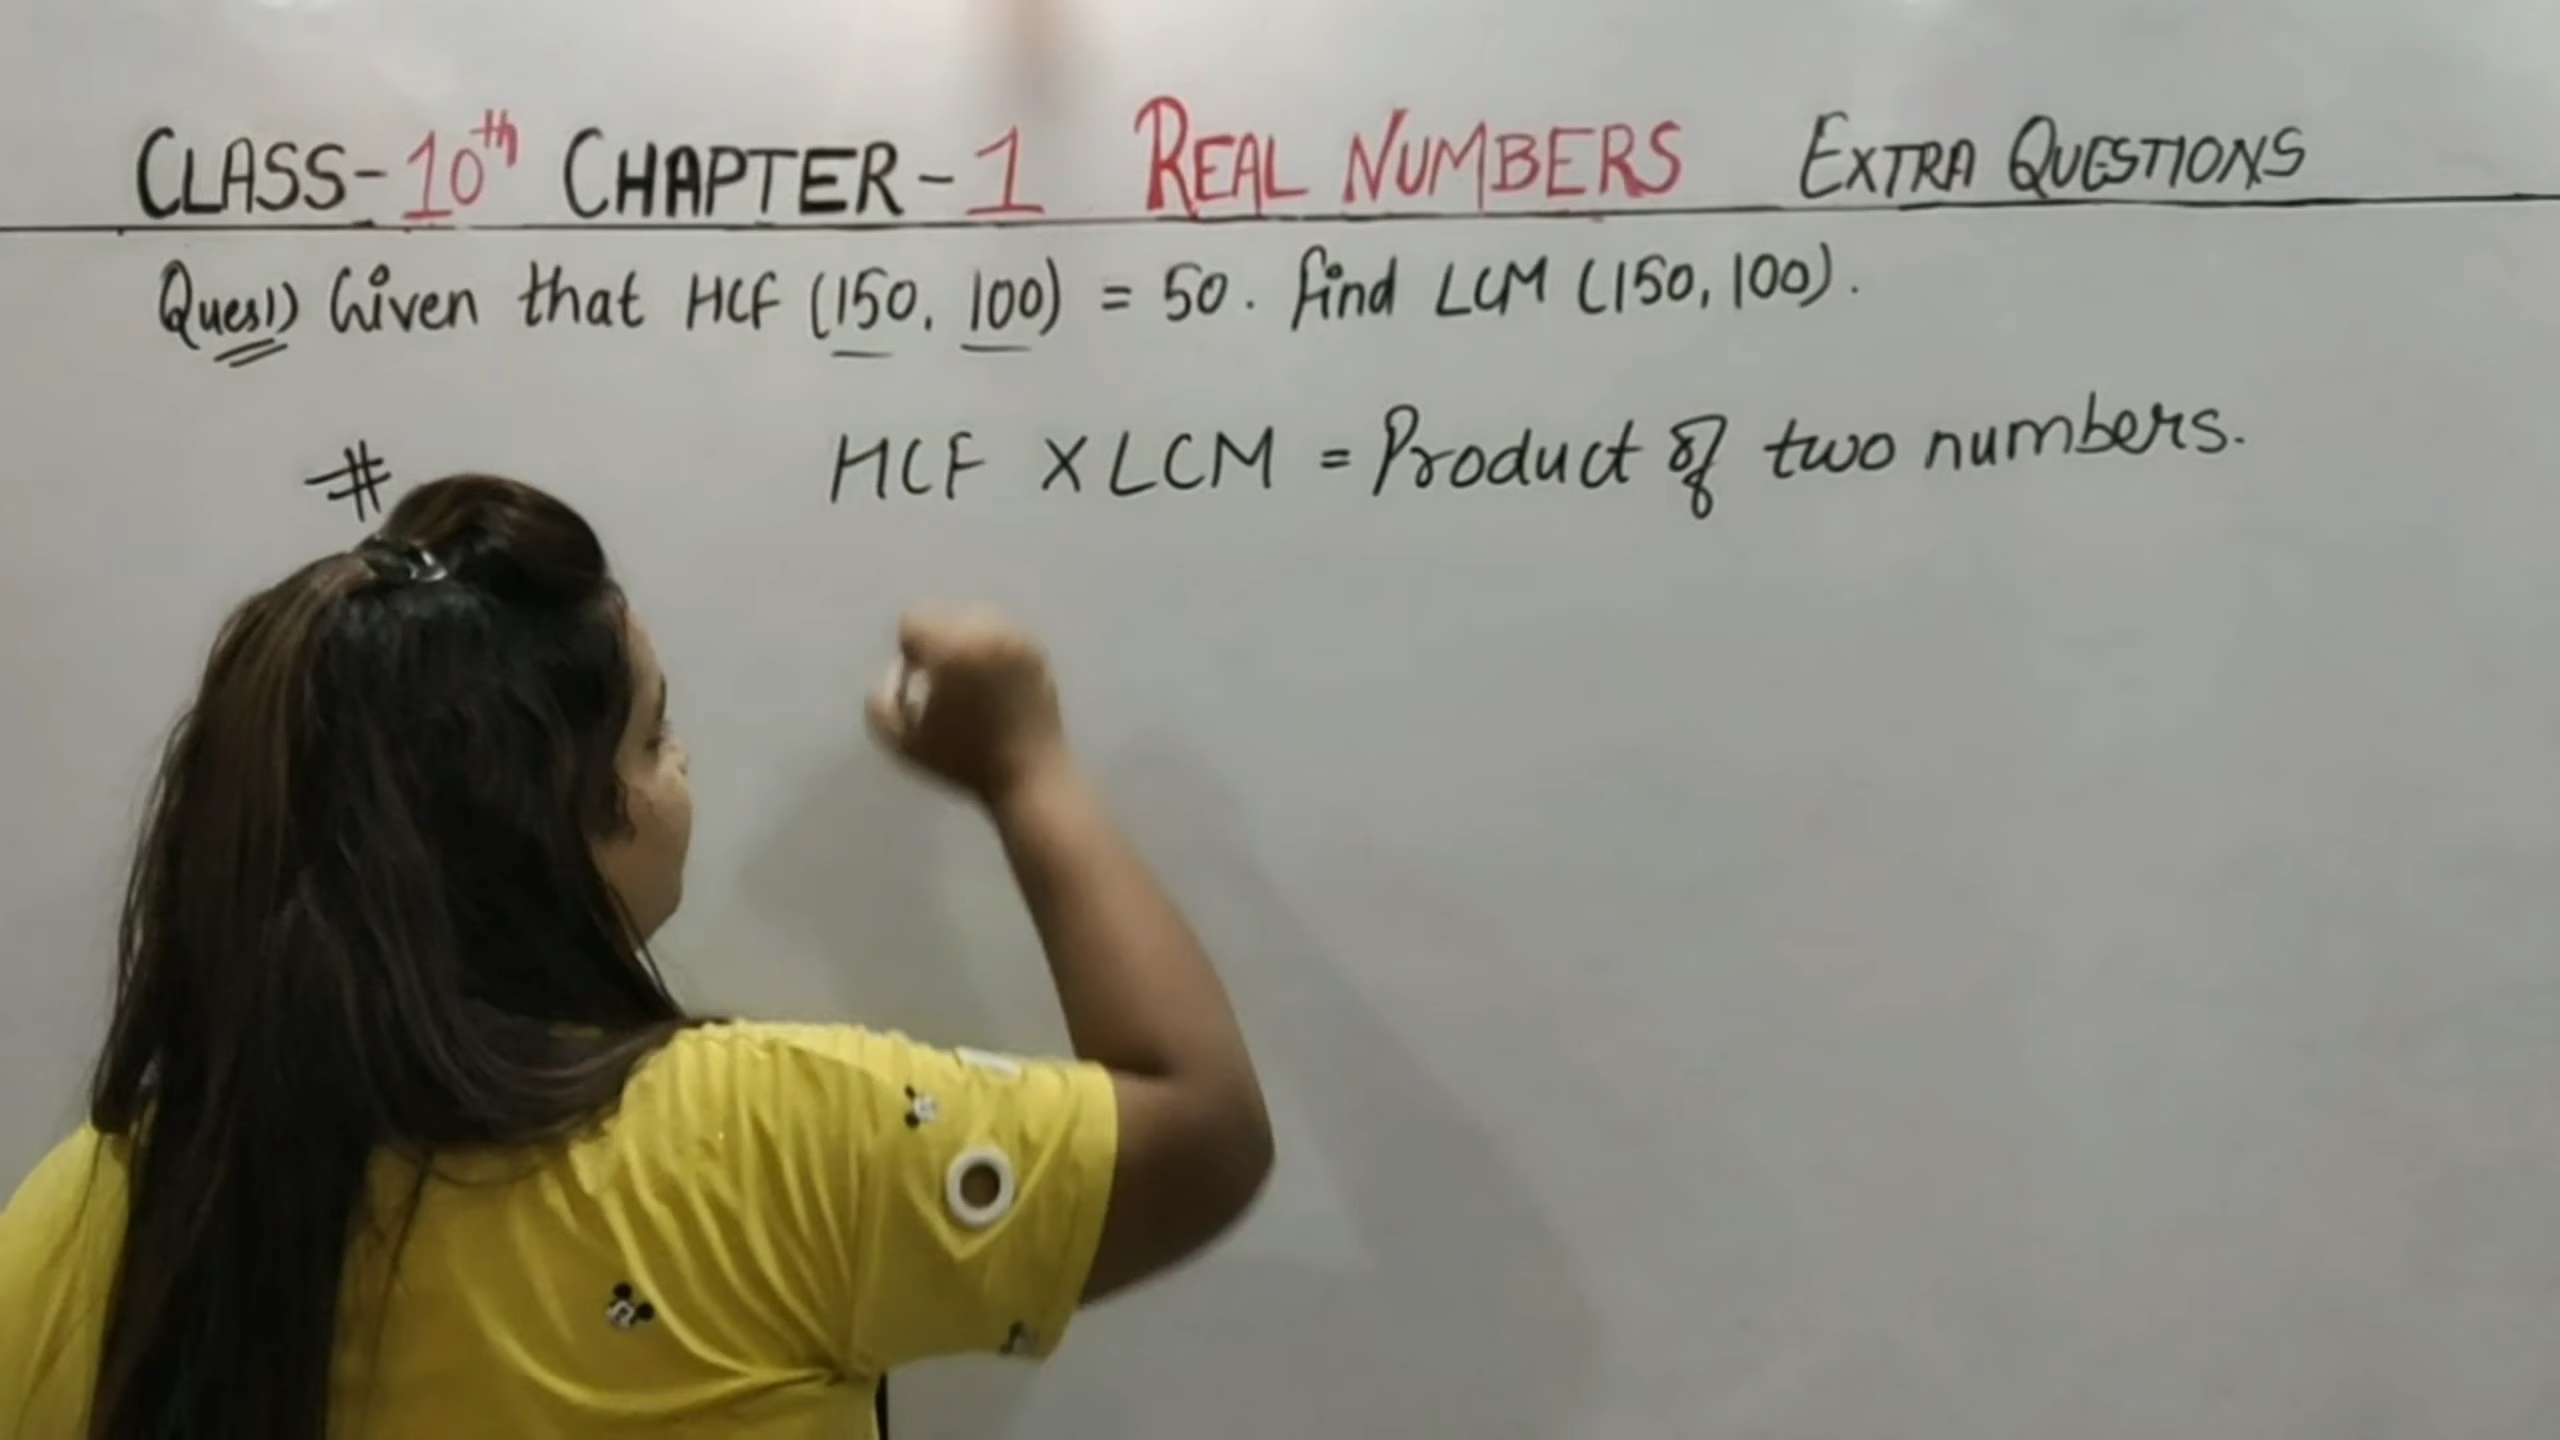 CLASS-10th CHAPTER-1 REAL NUMBERS EXTRA QUESTIONS
Ques1) Given that HCF (150, 100) = 50. find LCM (150, 100).
# HCF X LCM = Product of two numbers.